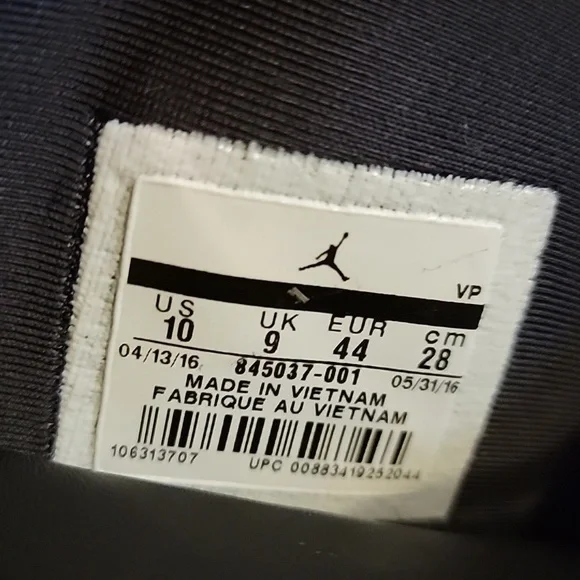 VP
US UK EUR cm
10 9 44 28
04/13/16 845037-001 05/31/16
MADE IN VIETNAM
FABRIQUE AU VIETNAM
106313707 UPC 00883419252044